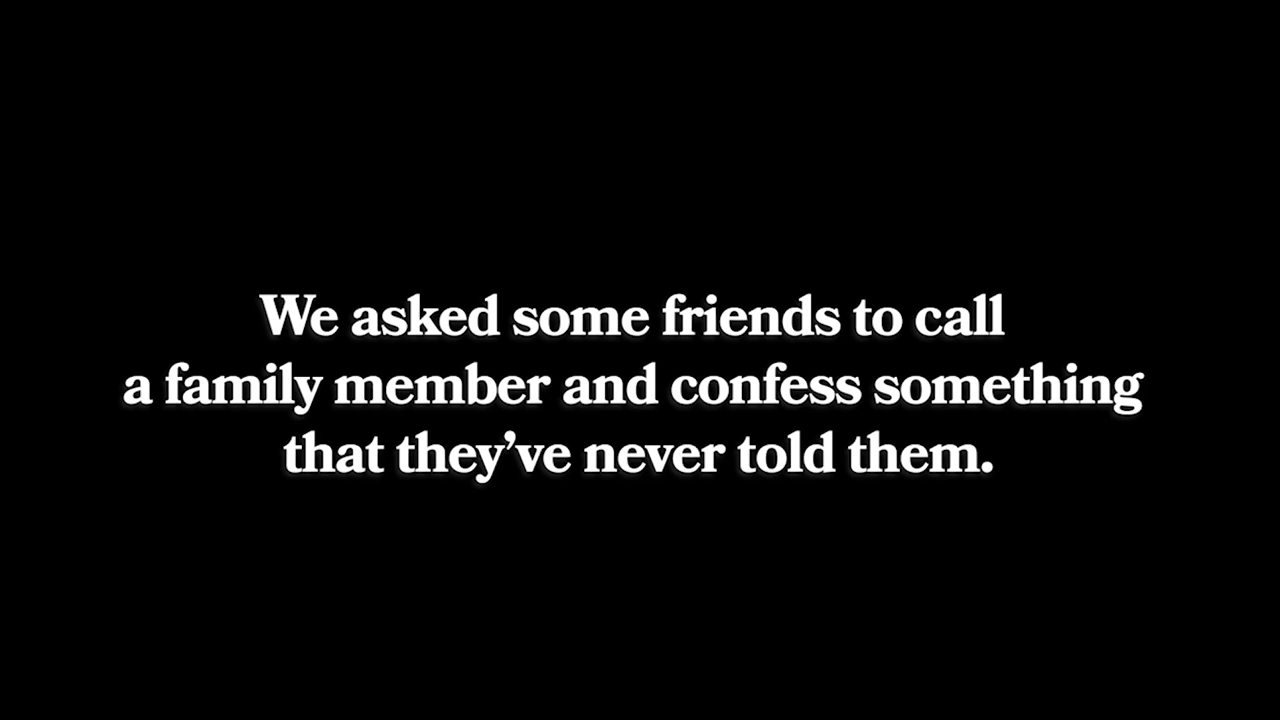 We asked some friends to call
a family member and confess something
that they’ve never told them.